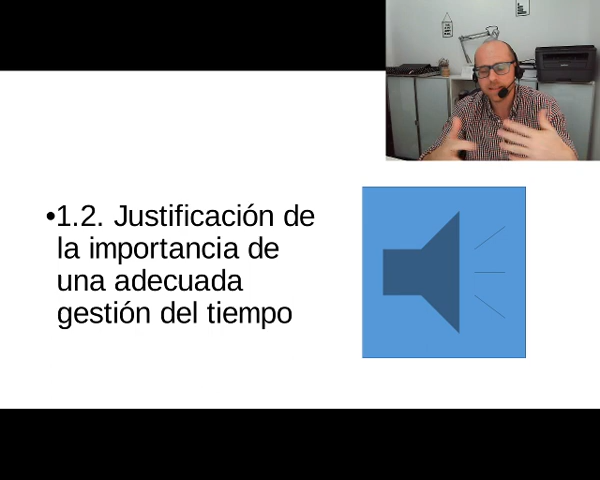 •1.2. Justificación de
la importancia de
una adecuada
gestión del tiempo